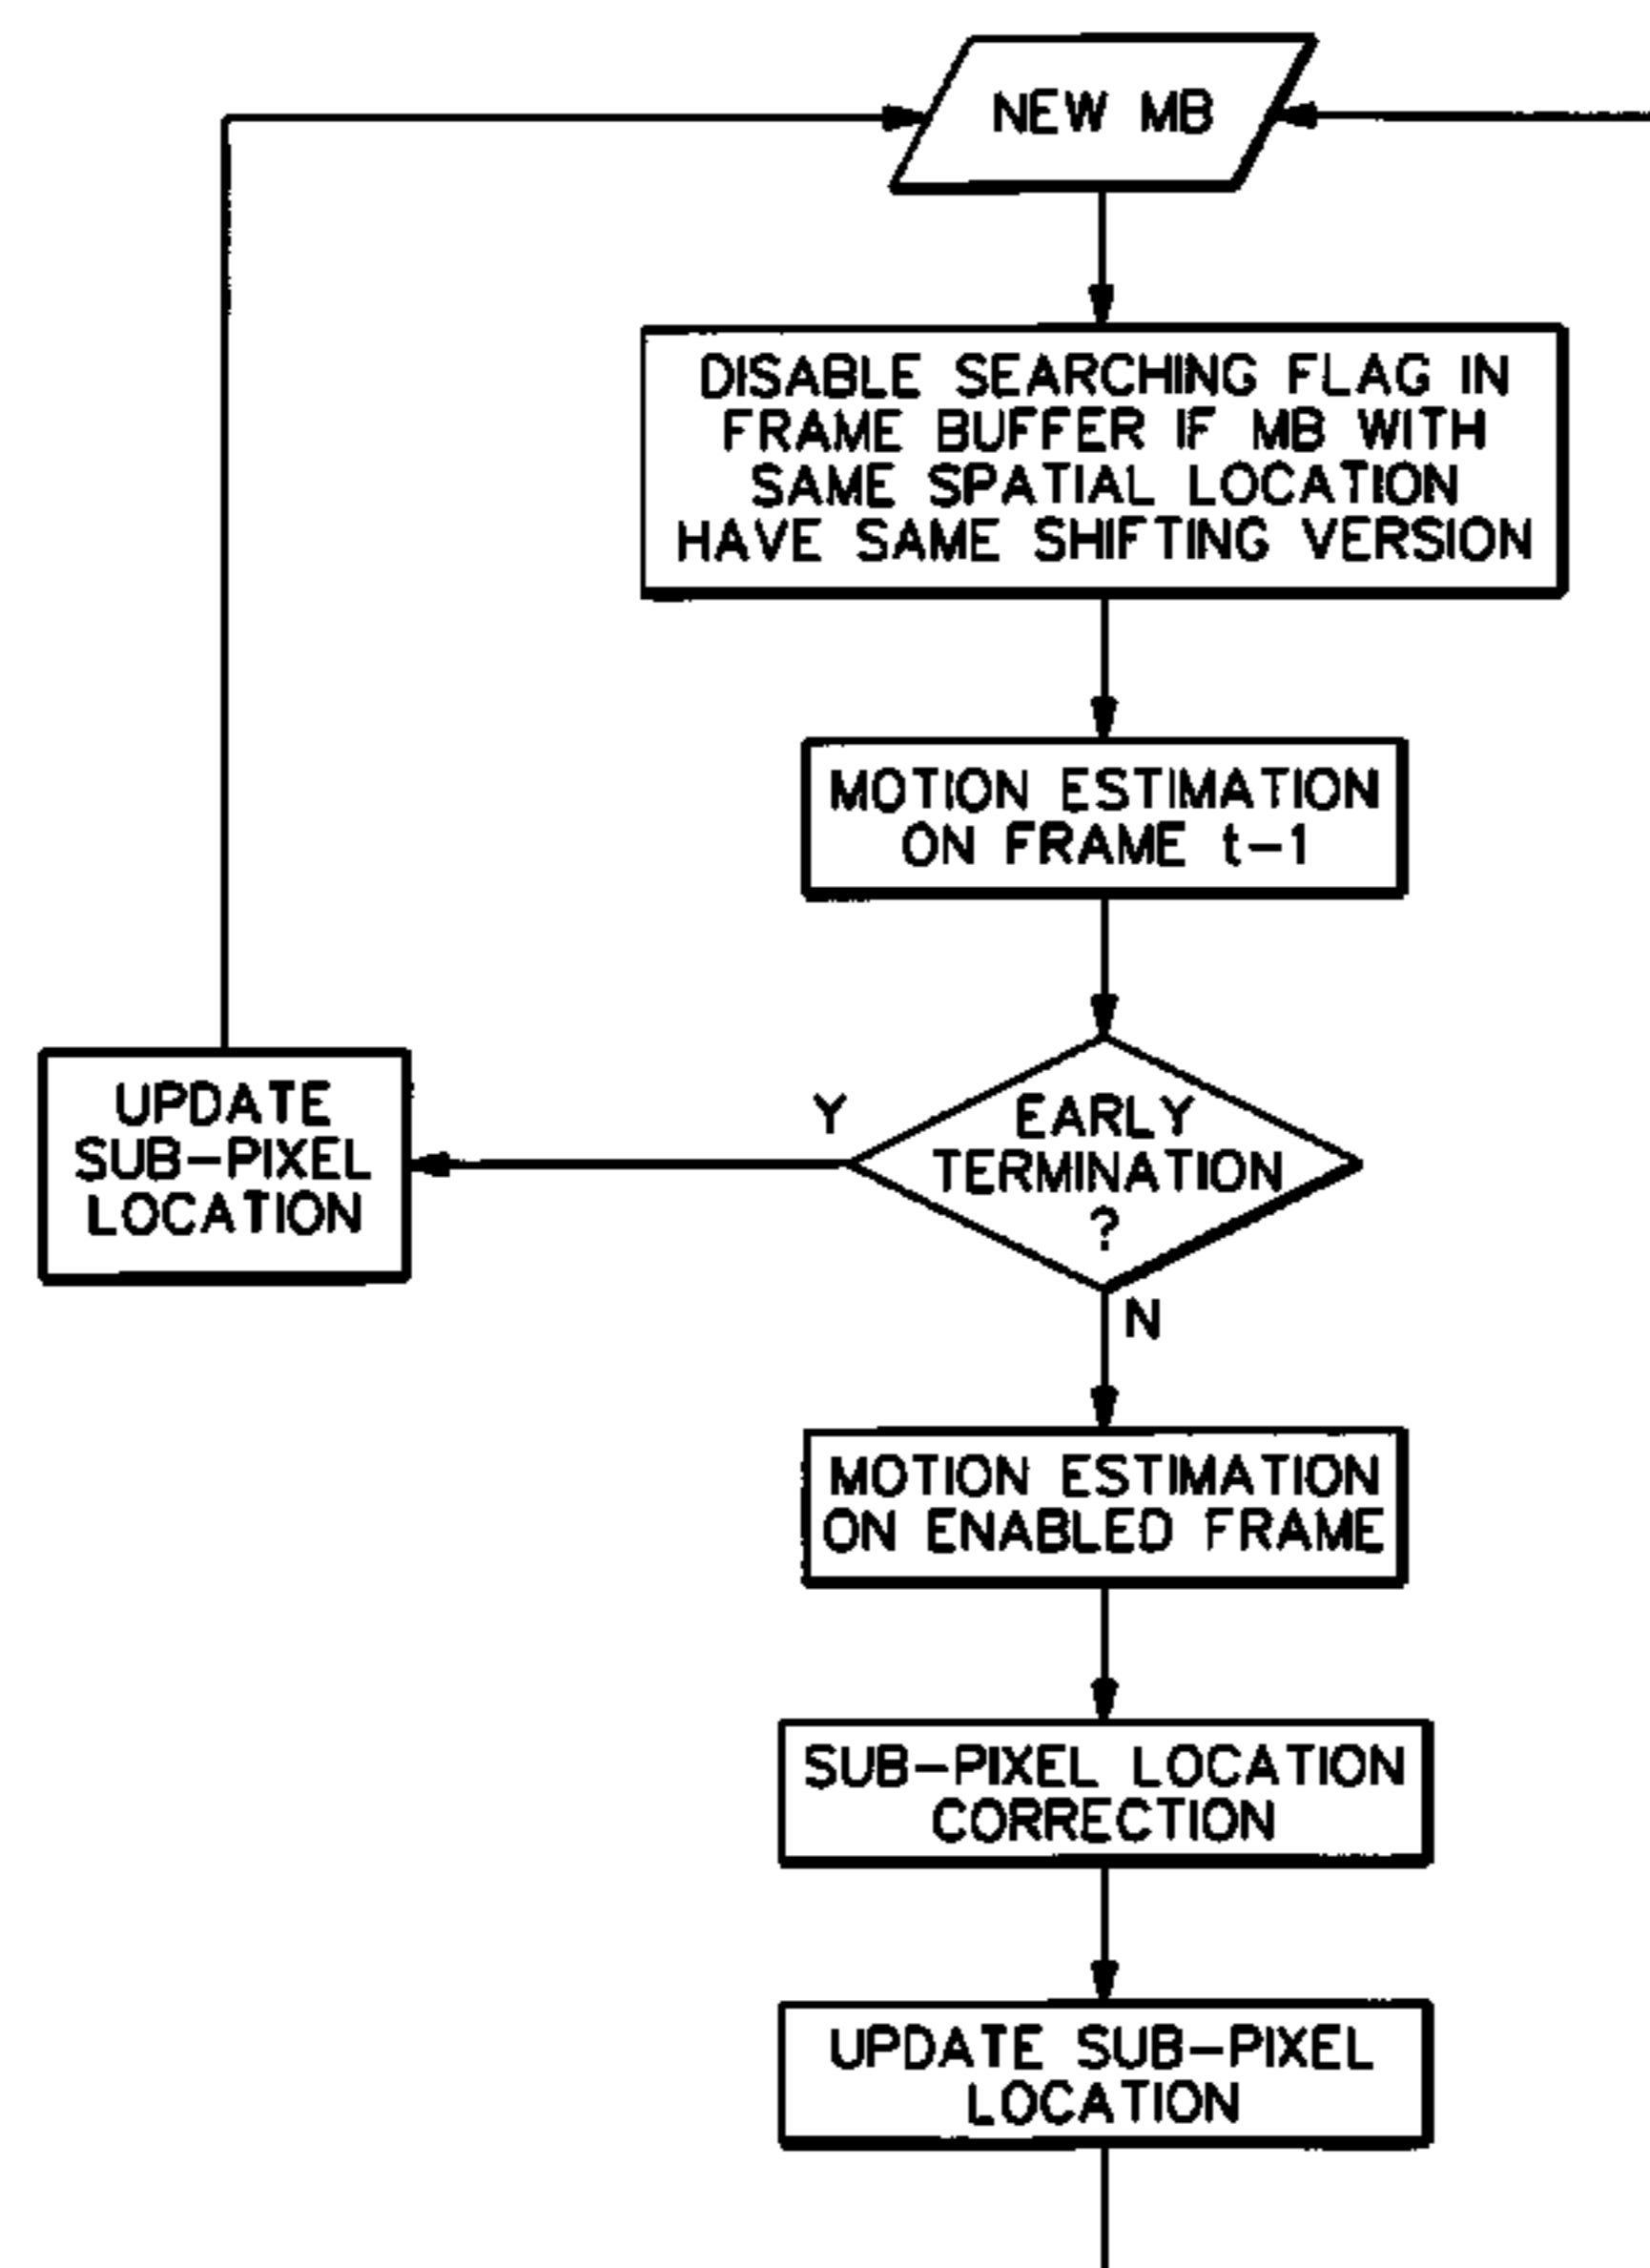 NEW MB
DISABLE SEARCHING FLAG IN
FRAME BUFFER IF MB WITH
SAME SPATIAL LOCATION
HAVE SAME SHIFTING VERSION
MOTION ESTIMATION
ON FRAME t-1
EARLY
TERMINATION
?
Y
N
UPDATE
SUB-PIXEL
LOCATION
MOTION ESTIMATION
ON ENABLED FRAME
SUB-PIXEL LOCATION
CORRECTION
UPDATE SUB-PIXEL
LOCATION